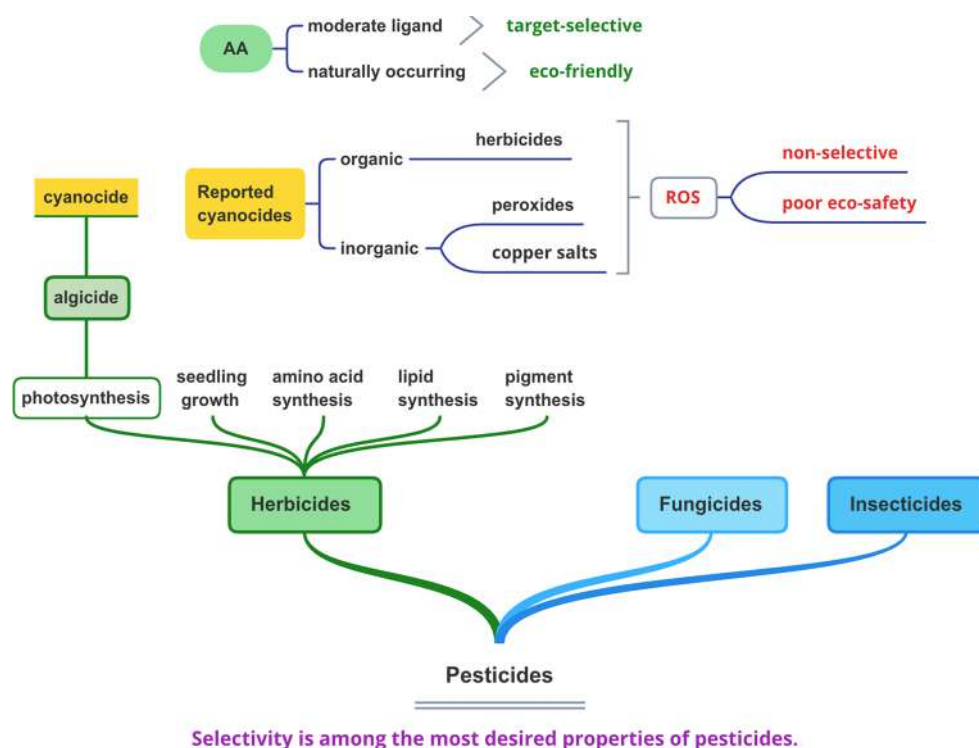 AA
moderate ligand
target-selective
naturally occurring
eco-friendly
cyanocide
algicide
photosynthesis
Reported
cyanocides
organic
herbicides
inorganic
peroxides
copper salts
ROS
non-selective
poor eco-safety
seedling
growth
amino acid
synthesis
lipid
synthesis
pigment
synthesis
Herbicides
Fungicides
Insecticides
Pesticides
Selectivity is among the most desired properties of pesticides.